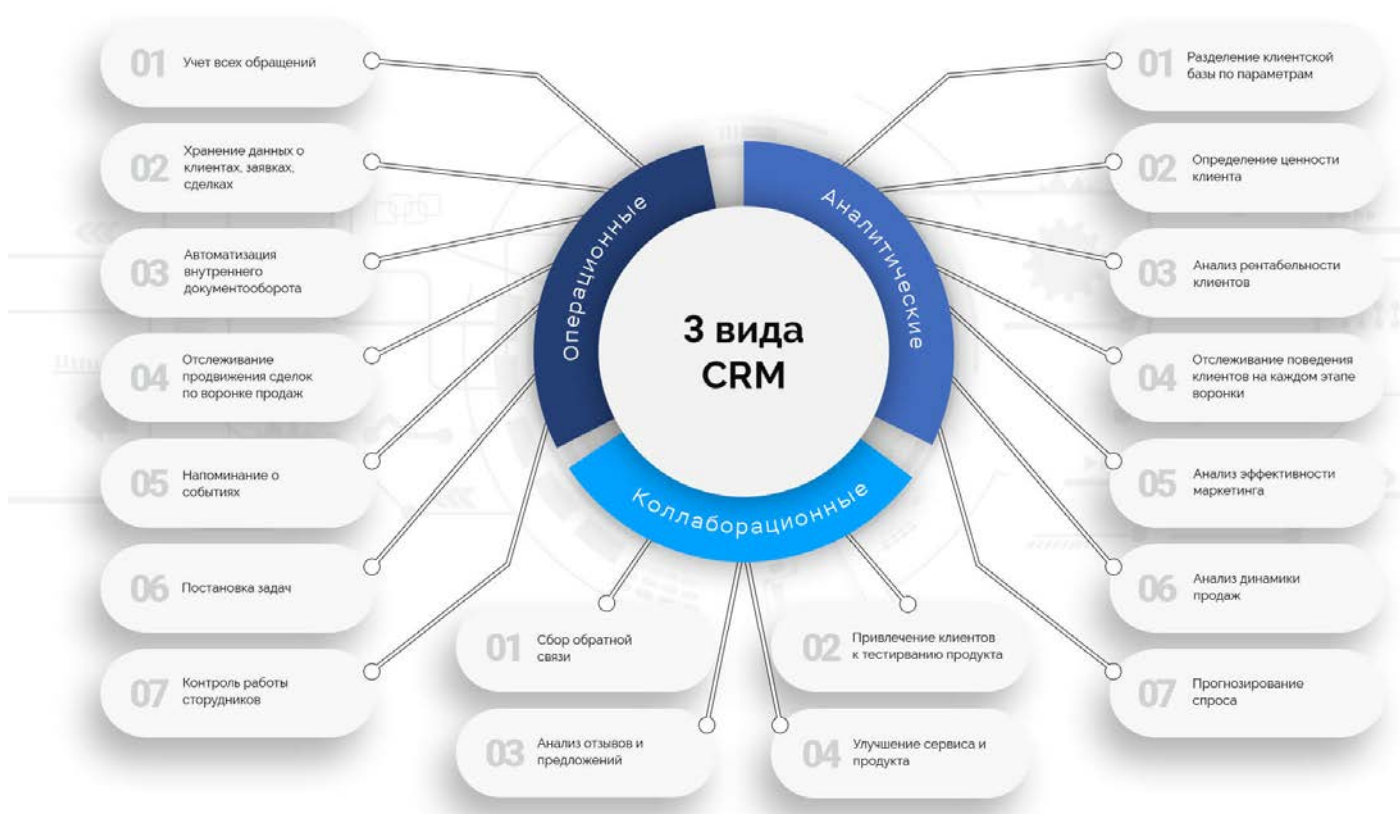 3 вида
CRM
Операционные
01
Учет всех обращений
02
Хранение данных о
клиентах, заявках,
сделках
03
Автоматизация
внутреннего
документооборота
04
Отслеживание
продвижения сделок
по воронке продаж
05
Напоминание о
событиях
06
Постановка задач
07
Контроль работы
сторудников
Аналитические
01
Разделение клиентской
базы по параметрам
02
Определение ценности
клиента
03
Анализ рентабельности
клиентов
04
Отслеживание поведения
клиентов на каждом этапе
воронки
05
Анализ эффективности
маркетинга
06
Анализ динамики
продаж
07
Прогнозирование
спроса
Коллаборационные
01
Сбор обратной
связи
02
Привлечение клиентов
к тестирванию продукта
03
Анализ отзывов и
предложений
04
Улучшение сервиса и
продукта